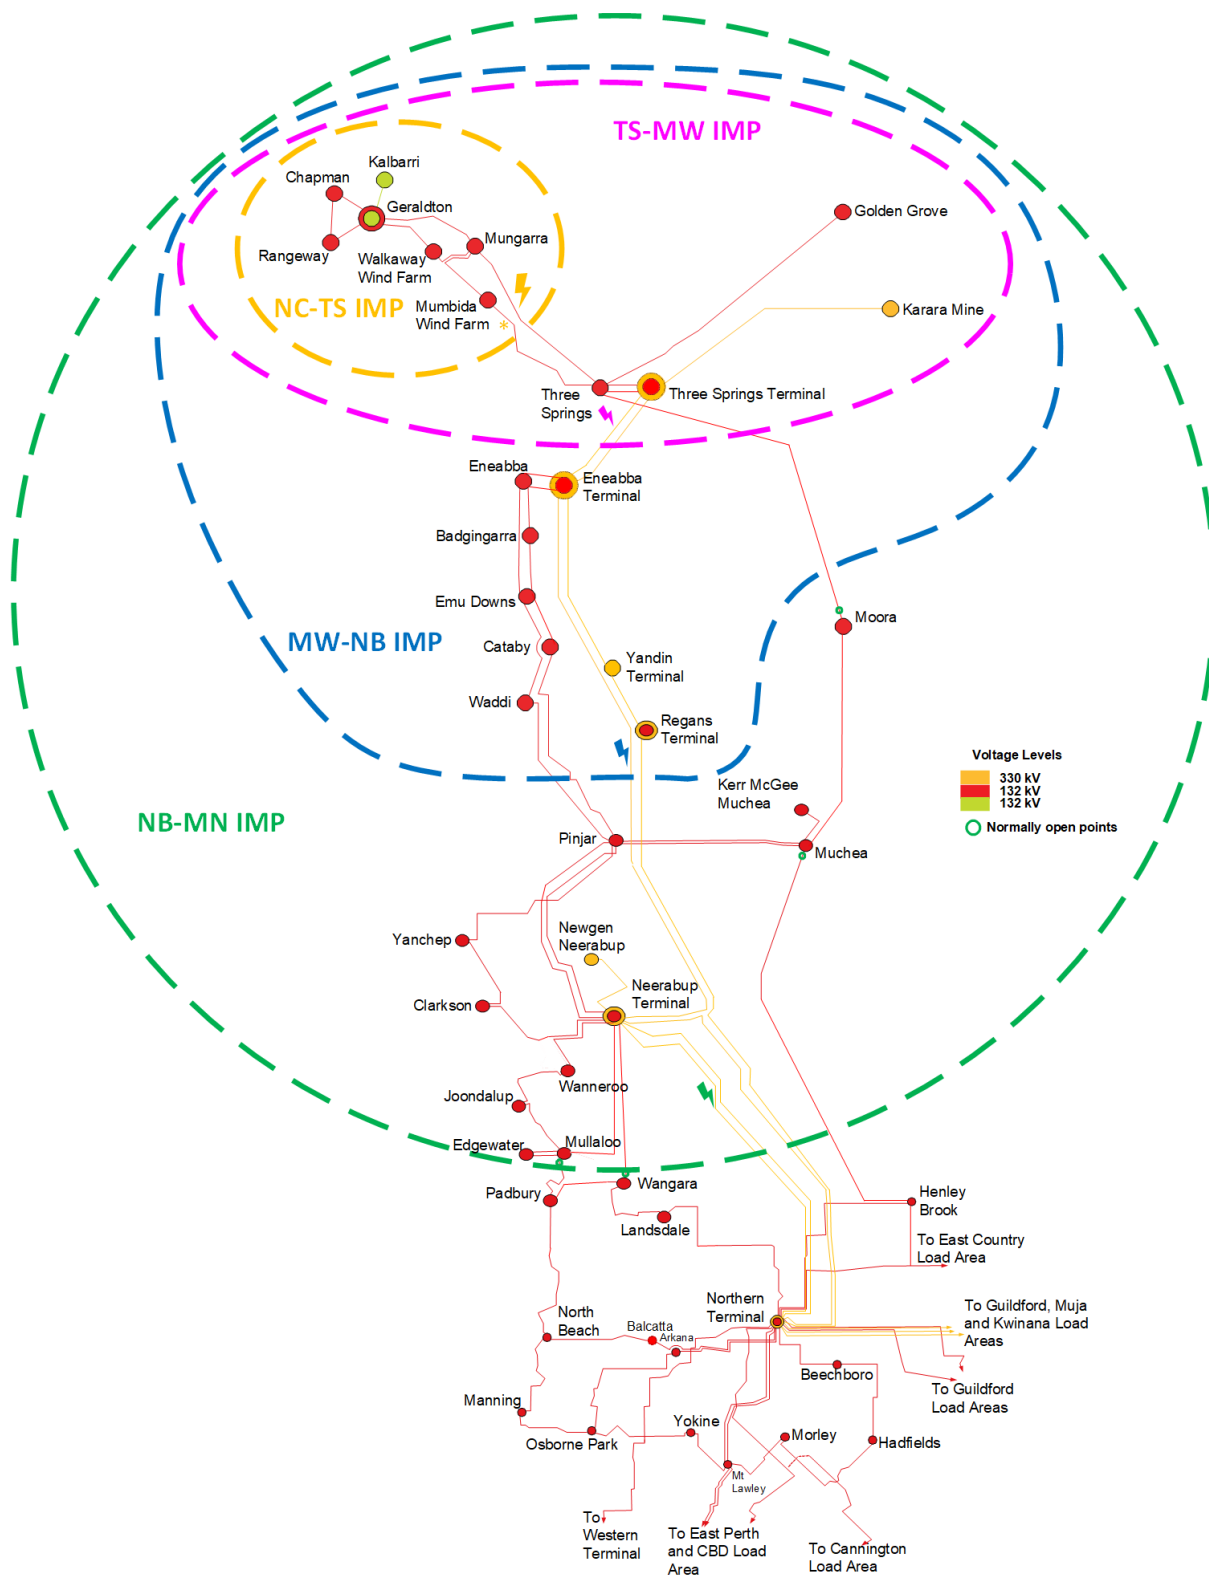 TS-MW IMP
Kalbarri
Chapman
Geraldton
Golden Grove
Mungarra
Rangeway
Walkaway
Wind Farm
NC-TS IMP
Mumbida
Wind Farm *
Karara Mine
Three
Springs
Three Springs Terminal
Eneabba
Eneabba
Terminal
Badgingarra
Emu Downs
Moora
MW-NB IMP
Cataby
Yandin
Terminal
Waddi
Regans
Terminal
Voltage Levels
330 kV
132 kV
132 kV
Normally open points
Kerr McGee
Muchea
NB-MN IMP
Pinjar
Muchea
Yanchep
Newgen
Neerabup
Clarkson
Neerabup
Terminal
Wanneroo
Joondalup
Edgewater
Mullaloo
Padbury
Wangara
Landsdale
Henley
Brook
To East Country
Load Area
Northern
Terminal
To Guildford, Muja
and Kwinana Load
Areas
North
Beach
Balcatta
Arkana
Beechboro
To Guildford
Load Areas
Manning
Osborne Park
Yokine
Morley
Hadfields
Mt
Lawley
To
Western
Terminal
To East Perth
and CBD Load
Area
To Cannington
Load Area